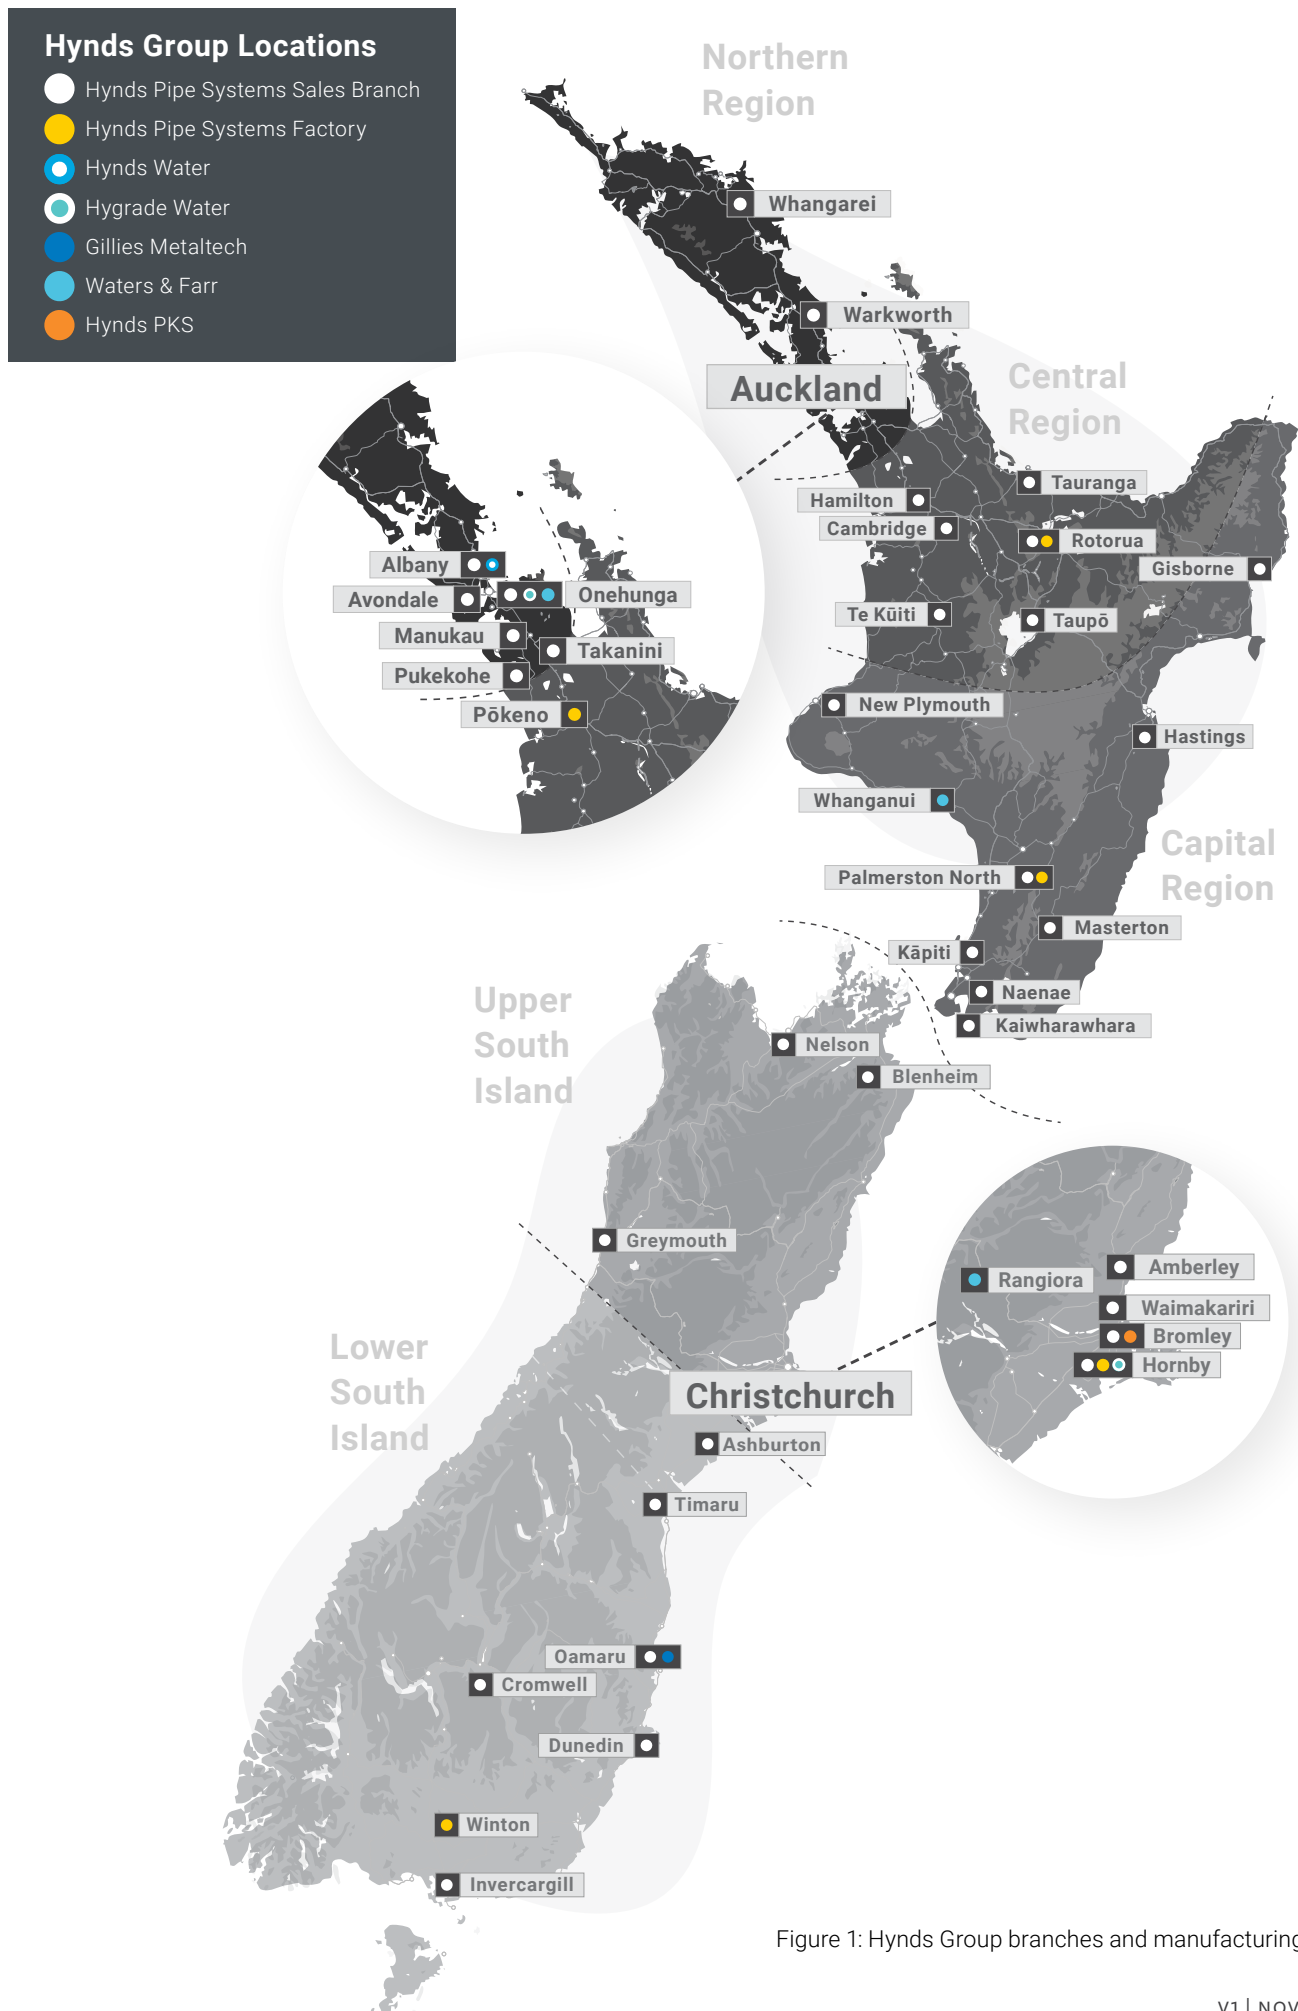 Hynds Group Locations
Hynds Pipe Systems Sales Branch
Hynds Pipe Systems Factory
Hynds Water
Hygrade Water
Gillies Metaltech
Waters & Farr
Hynds PKS
Northern
Region
Whangarei
Warkworth
Auckland
Central
Region
Tauranga
Hamilton
Cambridge
Rotorua
Gisborne
Te Kūiti
Taupō
Albany
Avondale
Onehunga
Manukau
Takanini
Pukekohe
Pōkeno
New Plymouth
Hastings
Whanganui
Capital
Region
Palmerston North
Masterton
Kāpiti
Naenae
Kaiwharawhara
Upper
South
Island
Nelson
Blenheim
Greymouth
Amberley
Rangiora
Waimakariri
Bromley
Hornby
Lower
South
Island
Christchurch
Ashburton
Timaru
Oamaru
Cromwell
Dunedin
Winton
Invercargill
Figure 1: Hynds Group branches and manufacturing
V1 | NOV